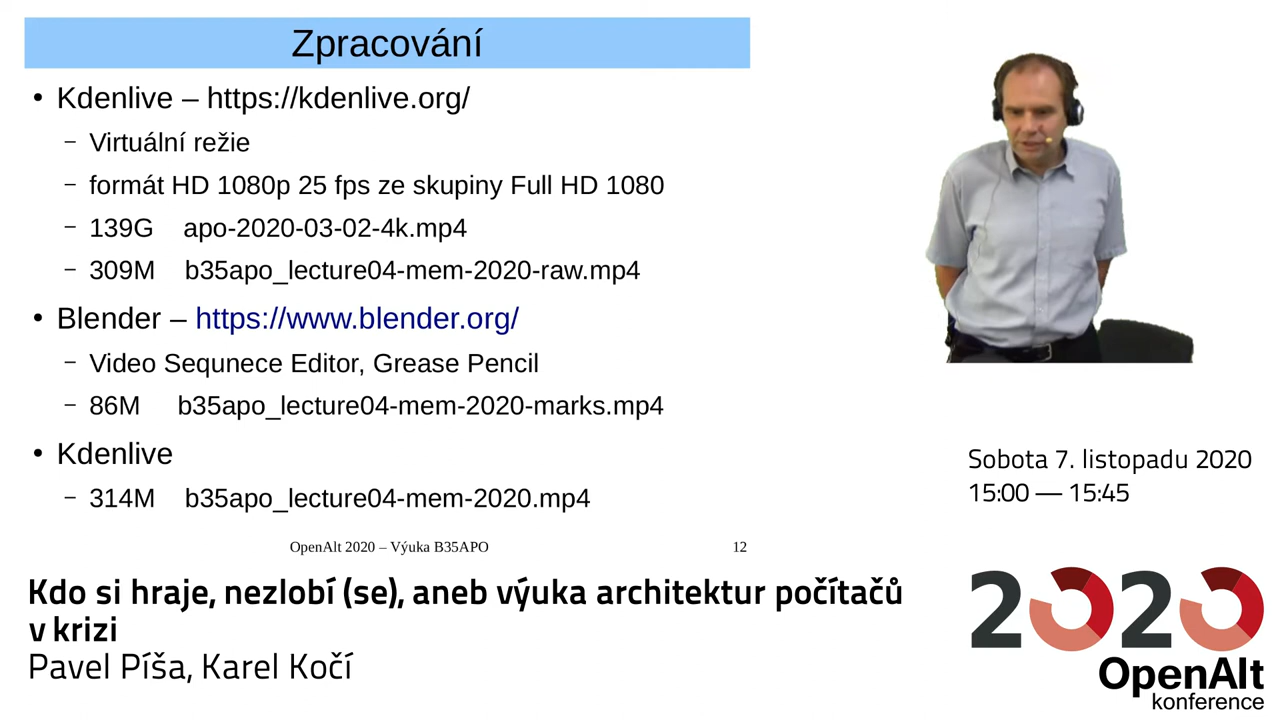 Zpracování
• Kdenlive – https://kdenlive.org/
– Virtuální režie
– formát HD 1080p 25 fps ze skupiny Full HD 1080
– 139G apo-2020-03-02-4k.mp4
– 309M b35apo_lecture04-mem-2020-raw.mp4
• Blender – https://www.blender.org/
– Video Sequnece Editor, Grease Pencil
– 86M b35apo_lecture04-mem-2020-marks.mp4
• Kdenlive
– 314M b35apo_lecture04-mem-2020.mp4
OpenAlt 2020 – Výuka B35APO 12
Sobota 7. listopadu 2020
15:00 — 15:45
Kdo si hraje, nezlobí (se), aneb výuka architektur počítačů
v krizi
Pavel Píša, Karel Kočí
2020
OpenAlt
konference